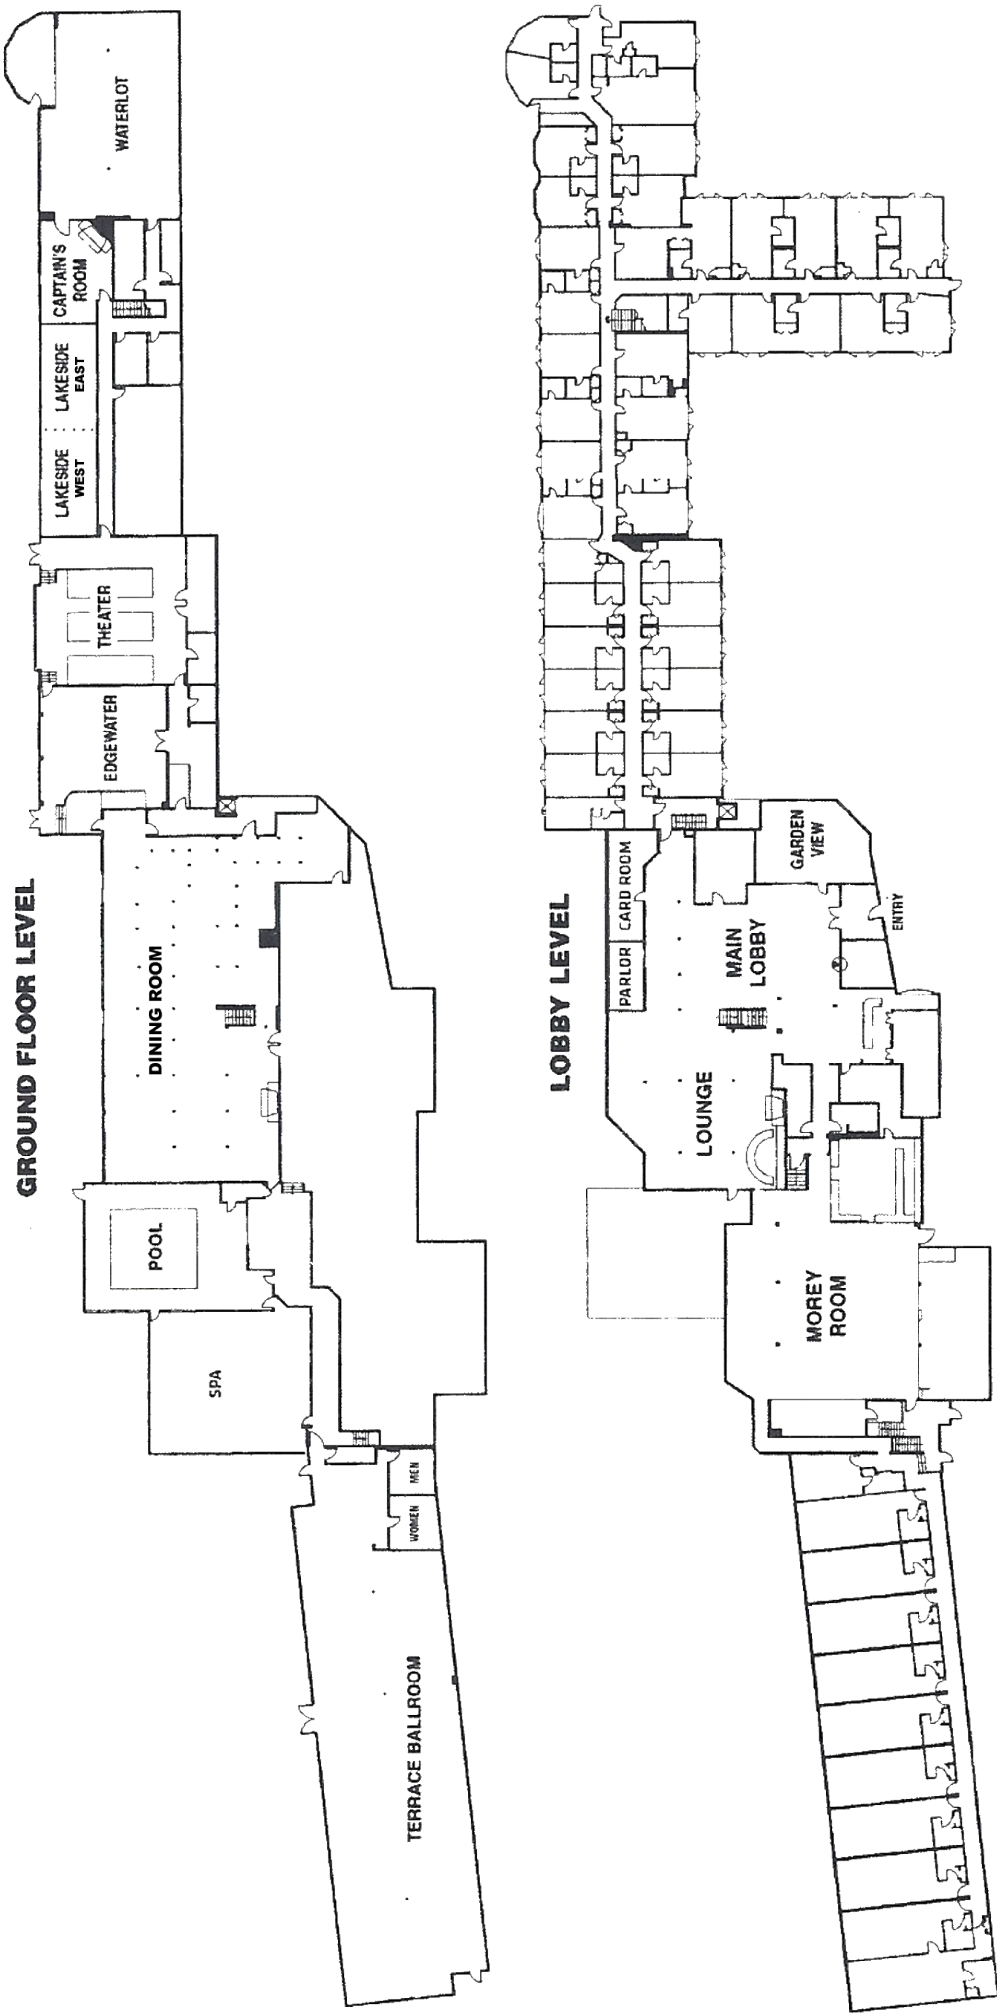 GROUND FLOOR LEVEL
TERRACE BALLROOM
WOMEN
MEN
SPA
POOL
DINING ROOM
EDGEWATER
THEATER
LAKESIDE
WEST
LAKESIDE
EAST
CAPTAIN'S
ROOM
WATERLOT
LOBBY LEVEL
MOREY
ROOM
LOUNGE
PARLOR
CARD ROOM
MAIN
LOBBY
GARDEN
VIEW
ENTRY